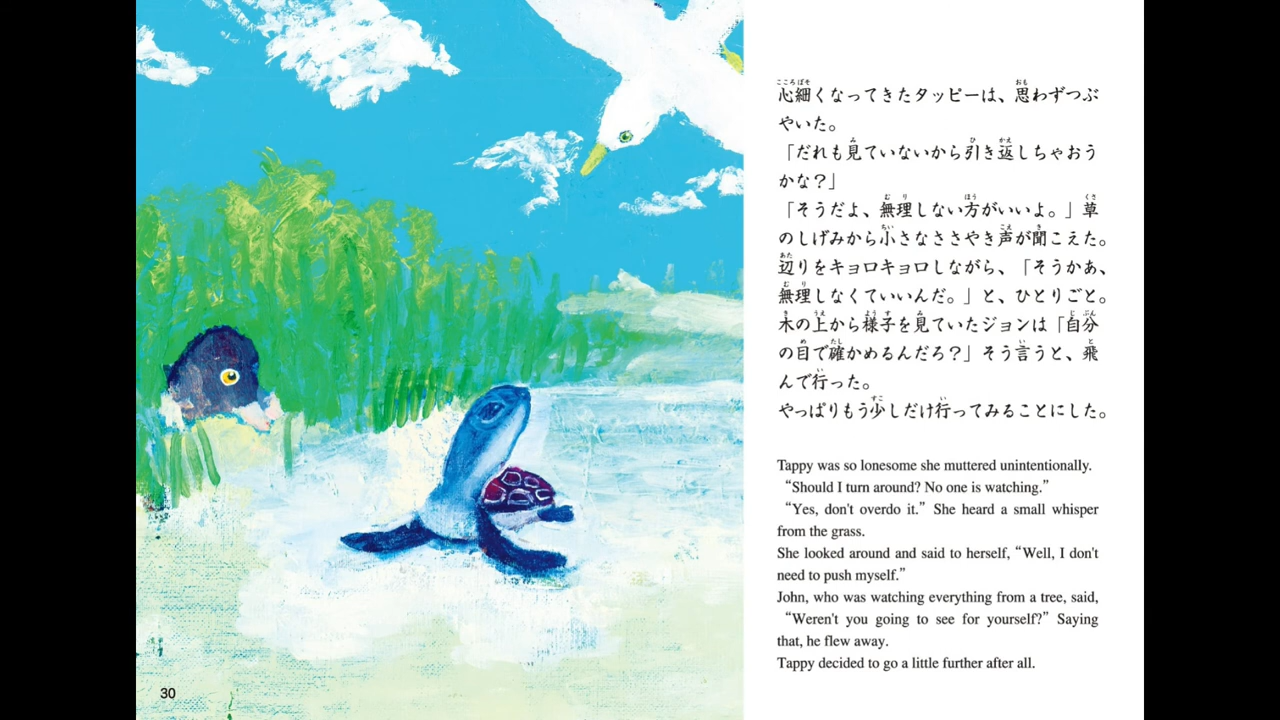 心細くなってきたタッピーは、思わずつぶ
やいた。
「だれも見ていないから引き返しちゃおう
かな？」
「そうだよ、無理しない方がいいよ。」草
のしげみから小さなささやき声が聞こえた。
辺りをキョロキョロしながら、「そうかあ、
無理しなくていいんだ。」と、ひとりごと。
木の上から様子を見ていたジョンは「自分
の目で確かめるんだろ？」そう言うと、飛
んで行った。
やっぱりもう少しだけ行ってみることにした。
Tappy was so lonesome she muttered unintentionally.
“Should I turn around? No one is watching.”
“Yes, don't overdo it.” She heard a small whisper
from the grass.
She looked around and said to herself, “Well, I don't
need to push myself.”
John, who was watching everything from a tree, said,
“Weren't you going to see for yourself?” Saying
that, he flew away.
Tappy decided to go a little further after all.
30